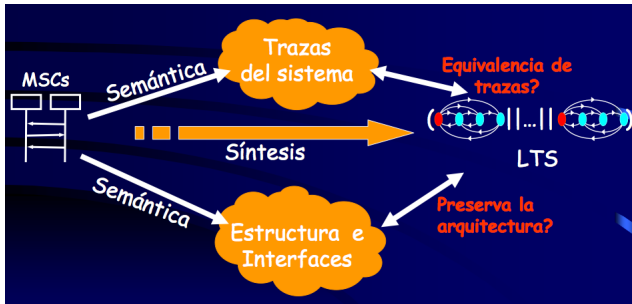 MSCs
Semántica
Trazas
del sistema
Equivalencia de
trazas?
(||...||)
Síntesis
LTS
Semántica
Estructura e
Interfaces
Preserva la
arquitectura?